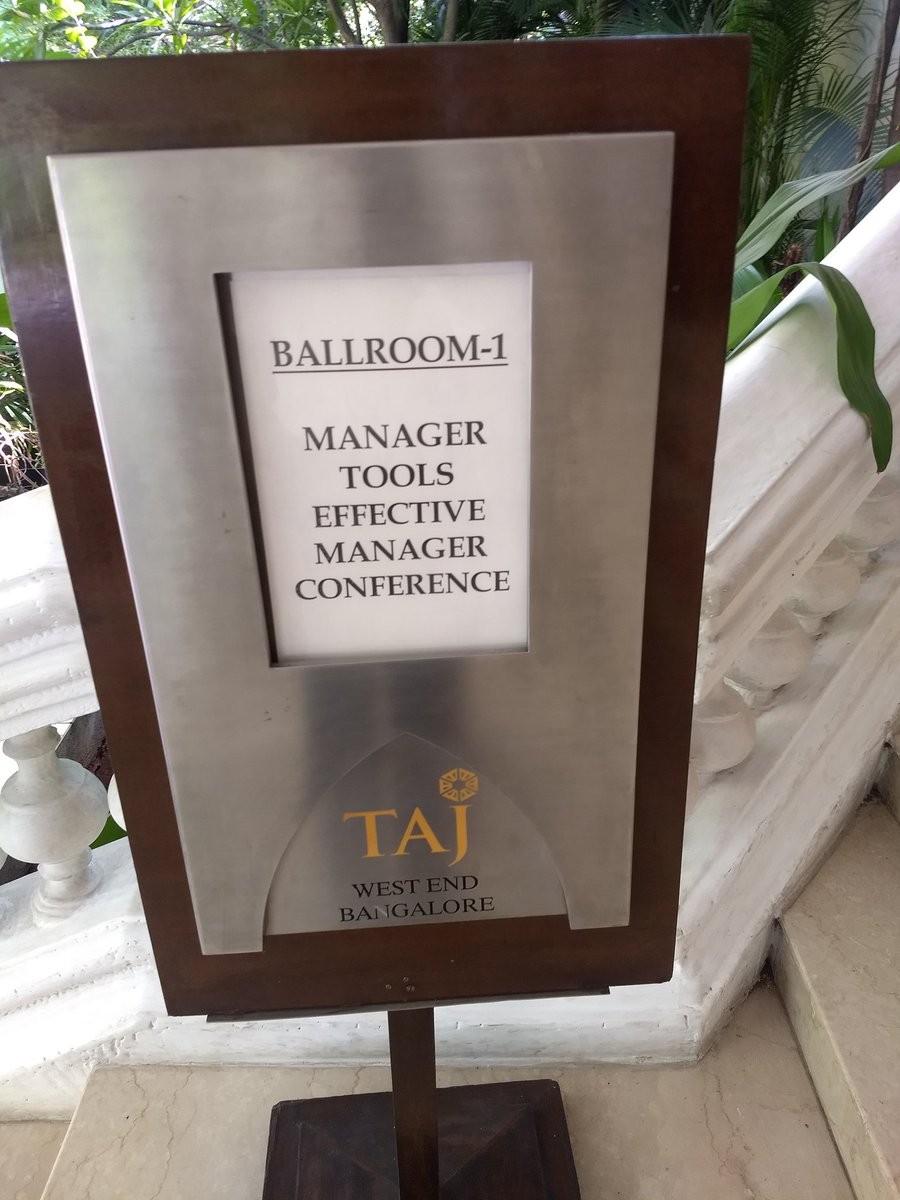 BALLROOM-1
MANAGER
TOOLS
EFFECTIVE
MANAGER
CONFERENCE
TAJ
WEST END
BANGALORE